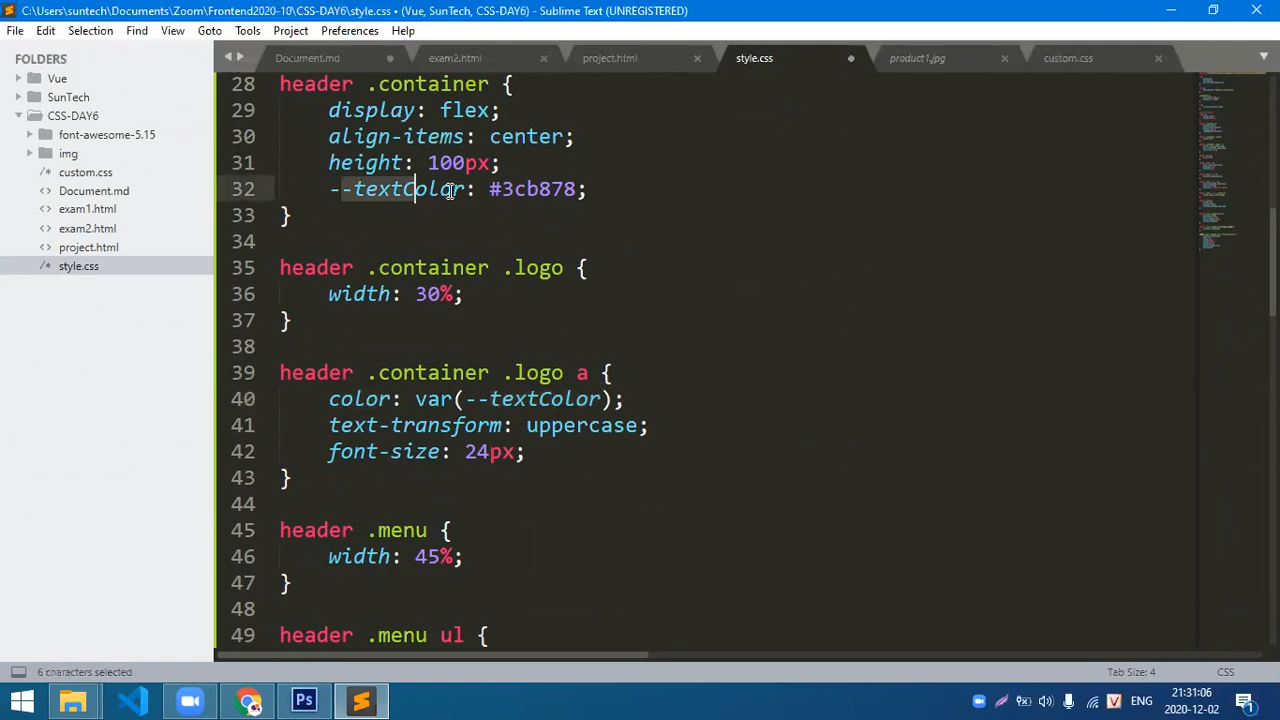 C:\Users\suntech\Documents\Zoom\Frontend2020-10\CSS-DAY6\style.css • (Vue, SunTech, CSS-DAY6) - Sublime Text (UNREGISTERED)
File Edit Selection Find View Goto Tools Project Preferences Help
FOLDERS
Vue
SunTech
CSS-DAY6
font-awesome-5.15
img
custom.css
Document.md
exam1.html
exam2.html
project.html
style.css
Document.md exam2.html project.html style.css product1.jpg custom.css
28 header .container {
29 display: flex;
30 align-items: center;
31 height: 100px;
32 --textColor: #3cb878;
33 }
34
35 header .container .logo {
36 width: 30%;
37 }
38
39 header .container .logo a {
40 color: var(--textColor);
41 text-transform: uppercase;
42 font-size: 24px;
43 }
44
45 header .menu {
46 width: 45%;
47 }
48
49 header .menu ul {
6 characters selected Tab Size: 4 CSS
Ps
V ENG 21:31:06
2020-12-02
1